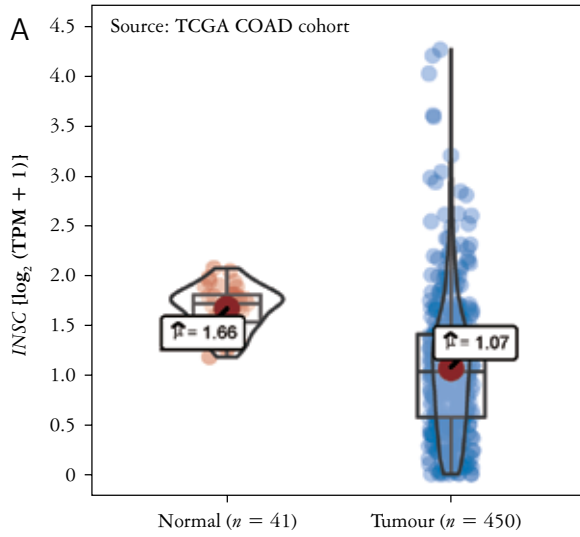 A
Source: TCGA COAD cohort
INSC {log₂ (TPM + 1)}
4.5
4.0
3.5
3.0
2.5
2.0
1.5
1.0
0.5
0
μ̂ = 1.66
μ̂ = 1.07
Normal (n = 41)
Tumour (n = 450)